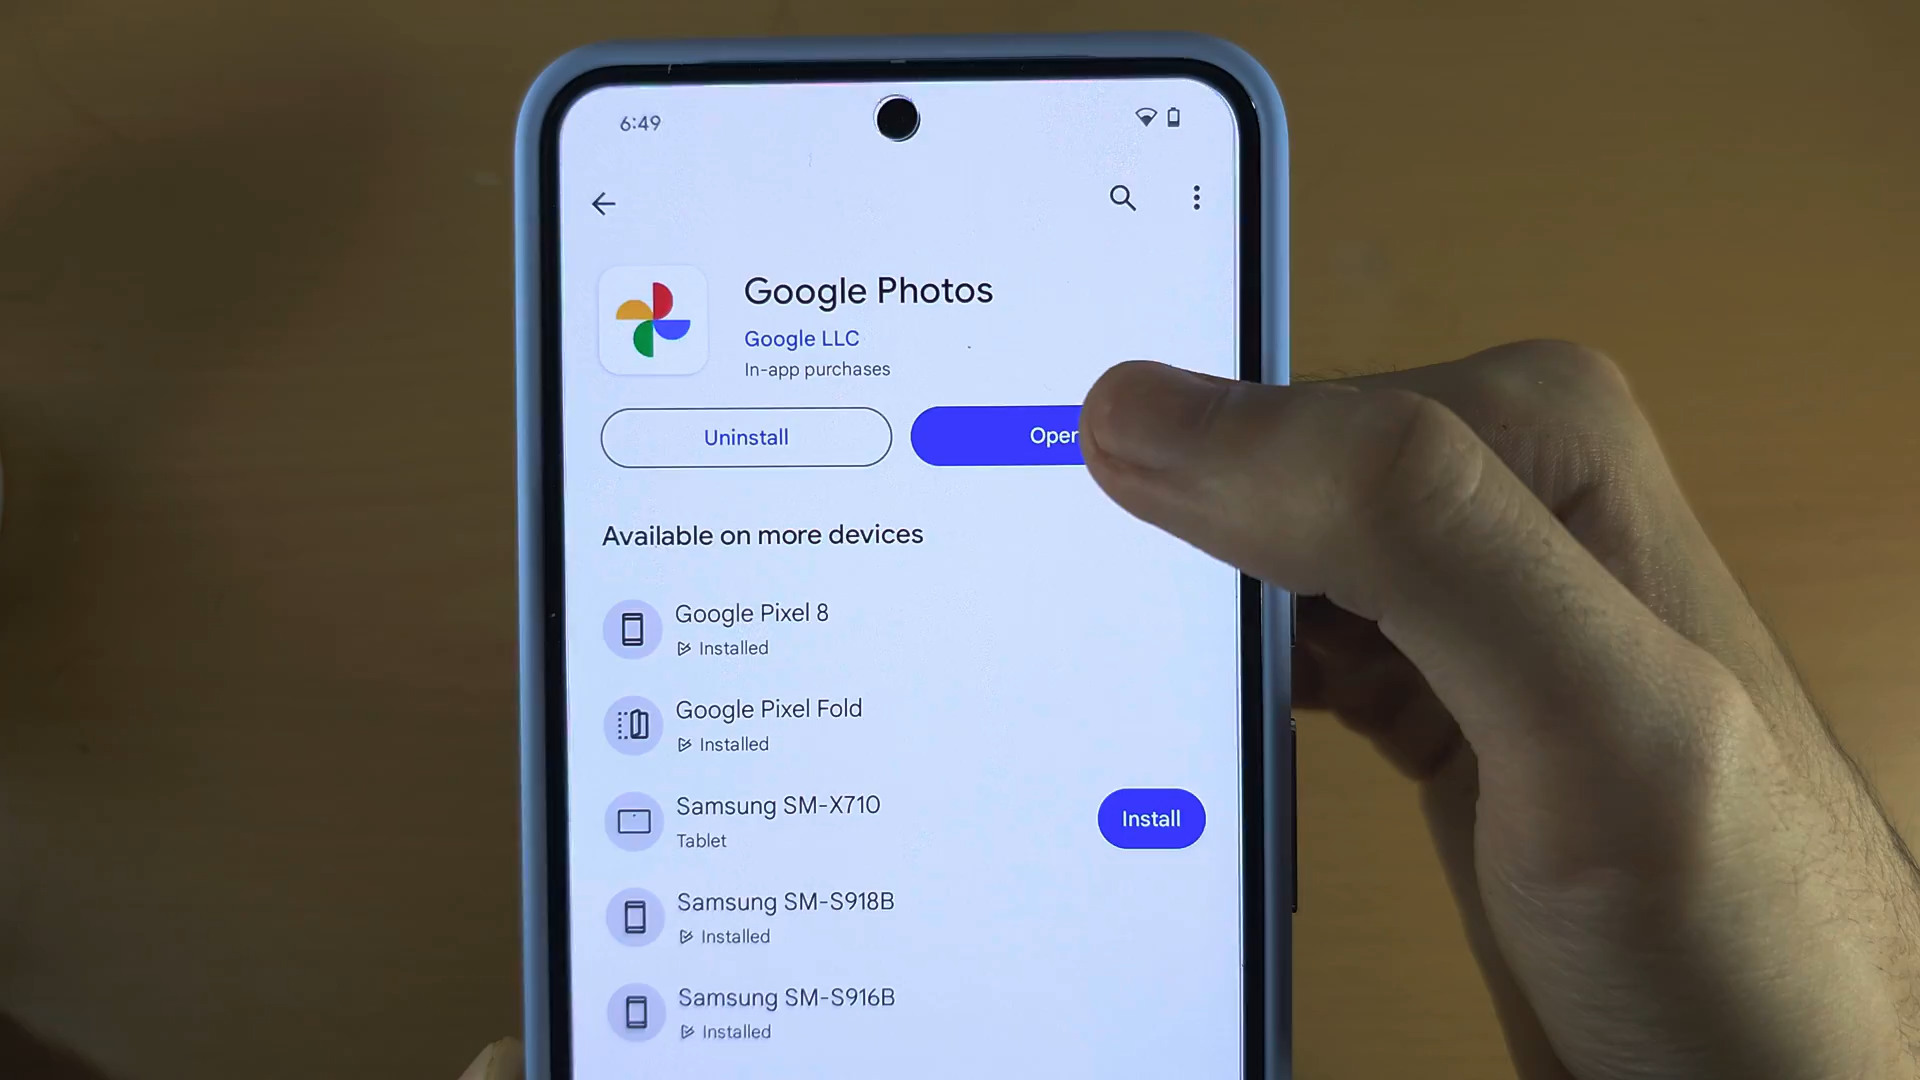 6:49
Google Photos
Google LLC
In-app purchases
Uninstall
Open
Available on more devices
Google Pixel 8
Installed
Google Pixel Fold
Installed
Samsung SM-X710
Tablet
Install
Samsung SM-S918B
Installed
Samsung SM-S916B
Installed